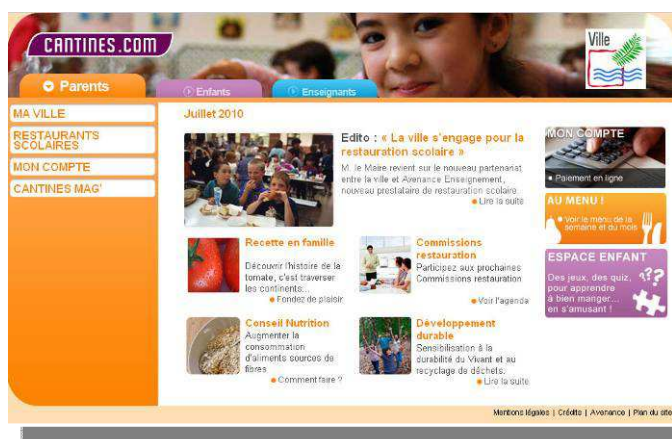 CANTINES.COM
Ville
Parents
Enfants
Enseignants
MA VILLE
RESTAURANTS
SCOLAIRES
MON COMPTE
CANTINES MAG'
Juillet 2010
Edito : « La ville s'engage pour la
restauration scolaire »
M. le Maire revient sur le nouveau partenariat
entre la ville et Avenance Enseignement,
nouveau prestataire de restauration scolaire
Lire la suite
Recette en famille
Découvrir l'histoire de la
tomate, c'est traverser
les continents...
Fondez de plaisir
Commissions
restauration
Participez aux prochaines
Commissions restauration
Voir l'agenda
Conseil Nutrition
Augmenter la
consommation
d'aliments sources de
fibres
Comment faire ?
Développement
durable
Sensibilisation à la
durabilité du Vivant et au
recyclage de déchets.
Lire la suite
MON COMPTE
Paiement en ligne
AU MENU !
Voir le menu de la
semaine et du mois
ESPACE ENFANT
Des jeux, des quiz,
pour apprendre
à bien manger...
en s'amusant !
Mentions légales | Crédits | Avenance | Plan du site